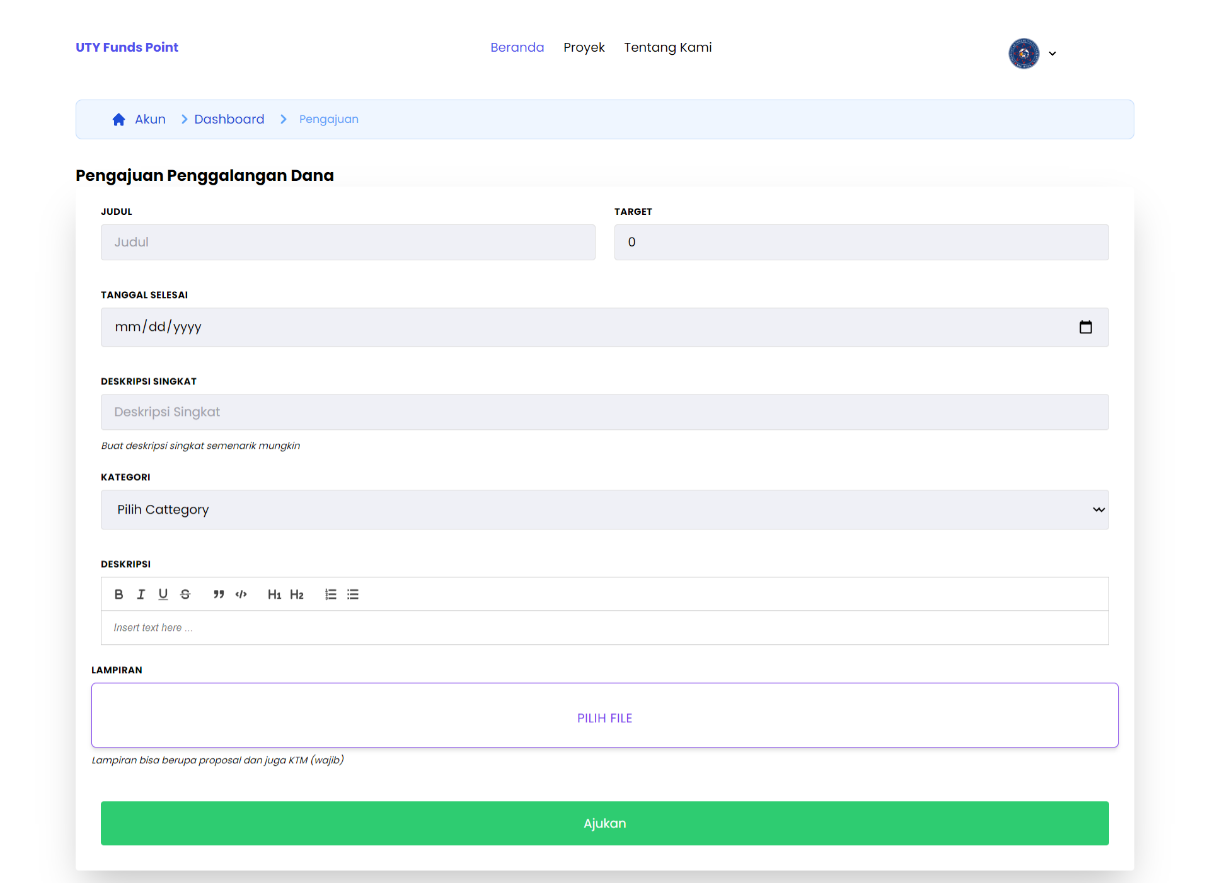 UTY Funds Point
Beranda Proyek Tentang Kami
Akun > Dashboard > Pengajuan
Pengajuan Penggalangan Dana
JUDUL TARGET
Judul 0
TANGGAL SELESAI
mm/dd/yyyy
DESKRIPSI SINGKAT
Deskripsi Singkat
Buat deskripsi singkat semenarik mungkin
KATEGORI
Pilih Cattegory
DESKRIPSI
B I U S ” </> H1 H2
Insert text here ...
LAMPIRAN
PILIH FILE
Lampiran bisa berupa proposal dan juga KTM (wajib)
Ajukan